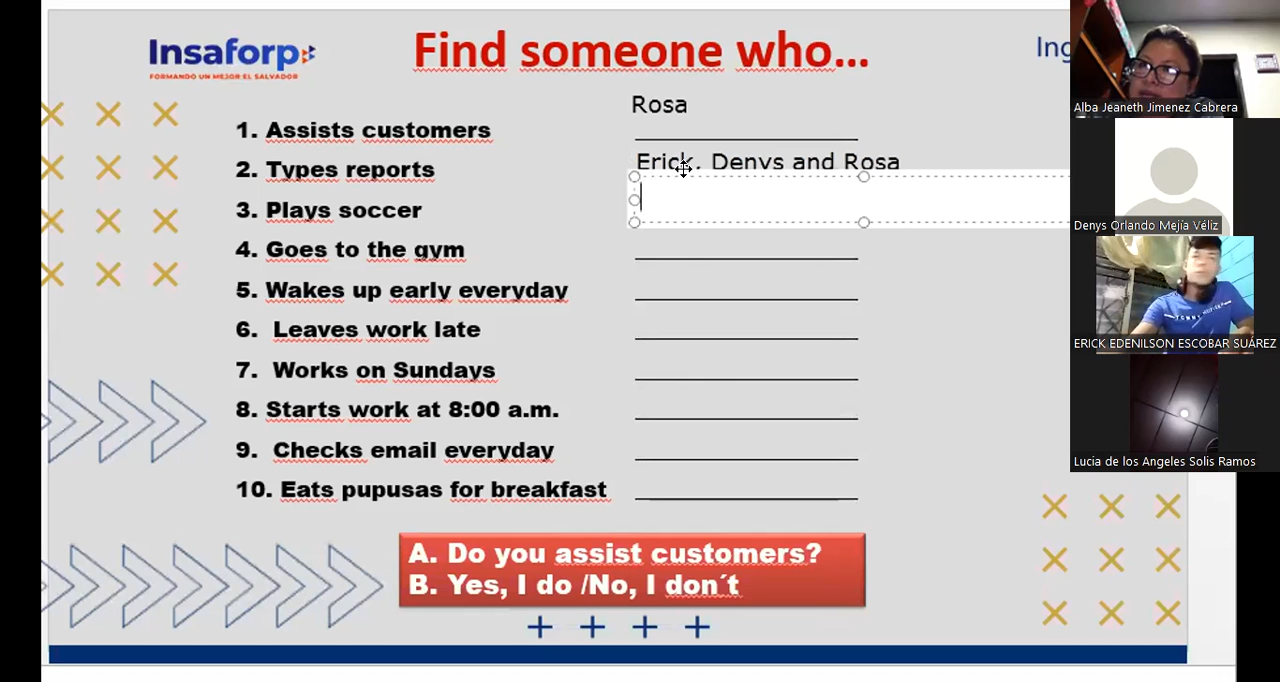 Insaforp
FORMANDO UN MEJOR EL SALVADOR
Find someone who...
Ing
Rosa
1. Assists customers
Erick, Denys and Rosa
2. Types reports
3. Plays soccer
4. Goes to the gym
5. Wakes up early everyday
6. Leaves work late
7. Works on Sundays
8. Starts work at 8:00 a.m.
9. Checks email everyday
10. Eats pupusas for breakfast
A. Do you assist customers?
B. Yes, I do /No, I don´t
Alba Jeaneth Jimenez Cabrera
Denys Orlando Mejía Véliz
ERICK EDENILSON ESCOBAR SUÁREZ
Lucia de los Angeles Solis Ramos